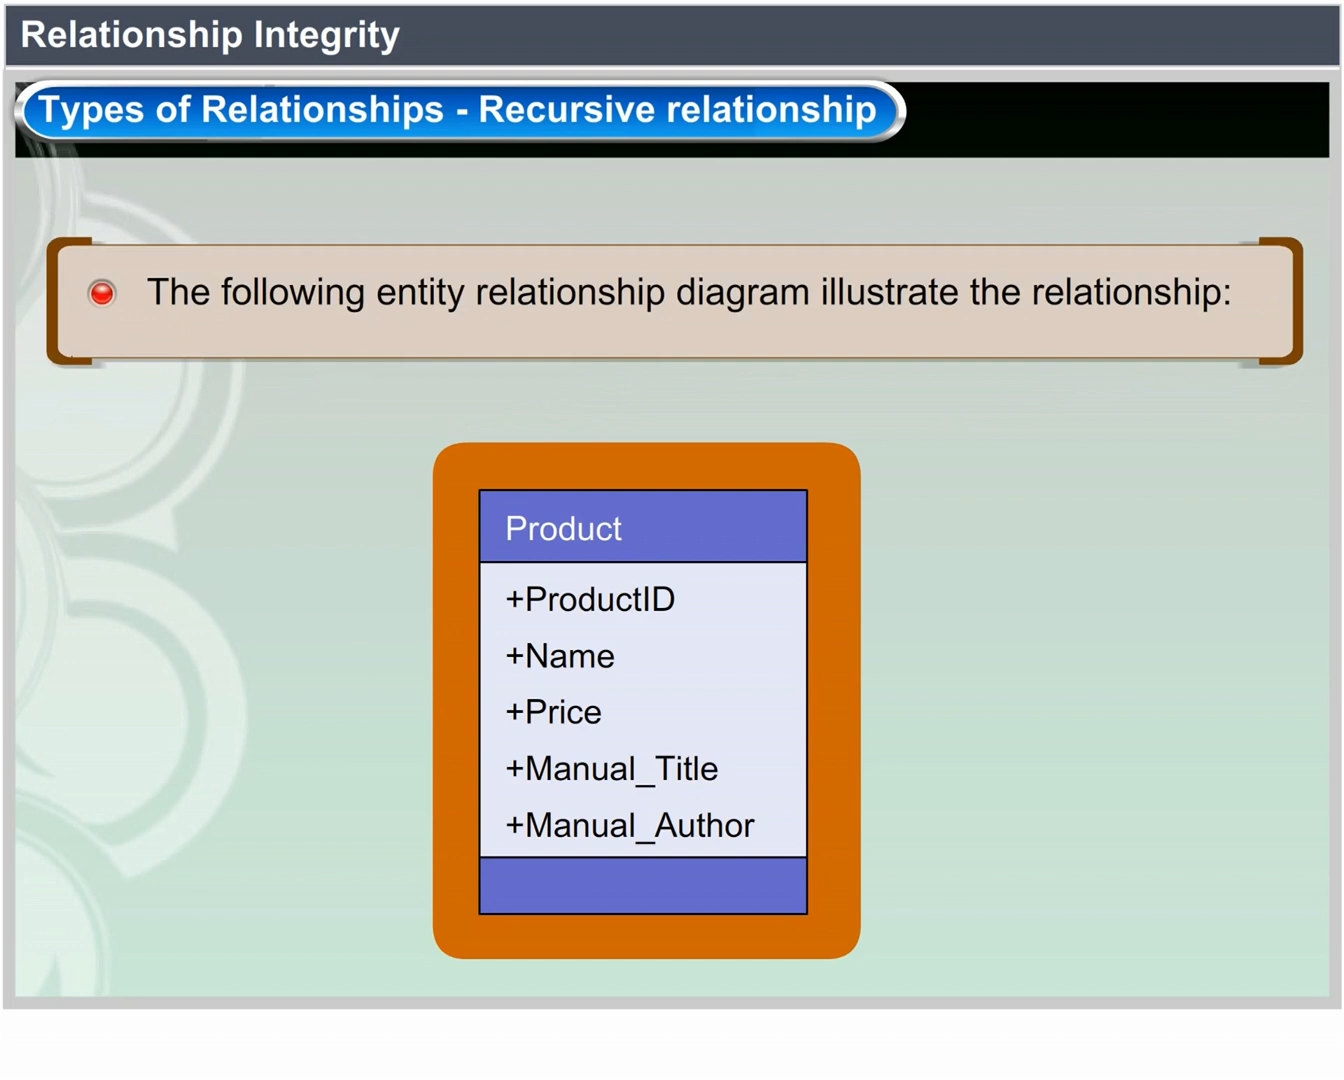 Relationship Integrity
Types of Relationships - Recursive relationship
The following entity relationship diagram illustrate the relationship:
Product
+ProductID
+Name
+Price
+Manual_Title
+Manual_Author